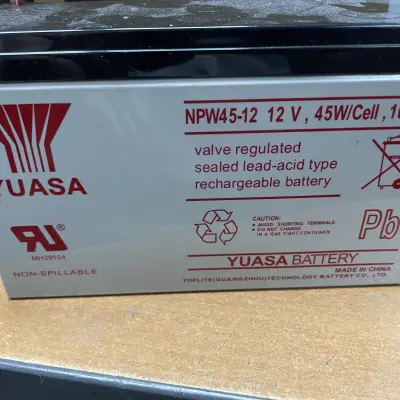 NPW45-12 12 V , 45W/Cell ,
valve regulated
sealed lead-acid type
rechargeable battery
YUASA
CAUTION:
• AVOID SHORTING TERMINALS.
• DO NOT CHARGE
IN A GAS TIGHT CONTAINER.
Pb
MH29104
NON-SPILLABLE
YUASA BATTERY
MADE IN CHINA
TOPLITE(GUANGZHOU)TECHNOLOGY BATTERY CO., LTD.